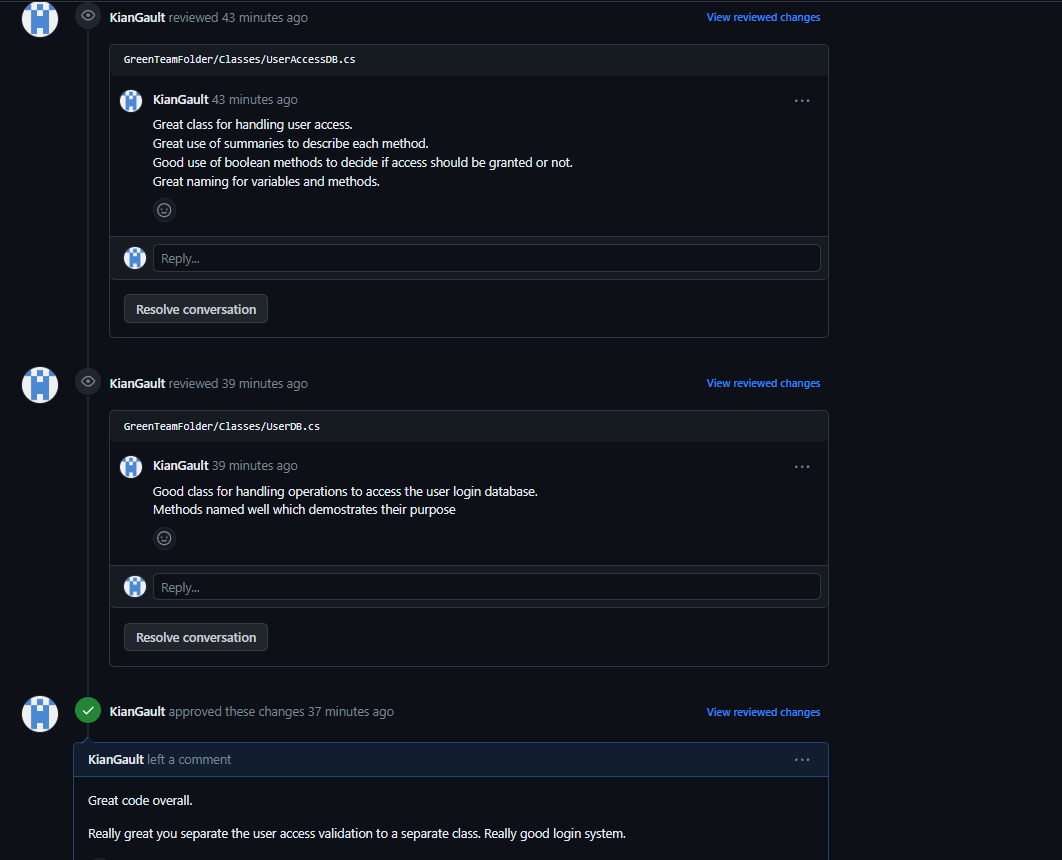 KianGault reviewed 43 minutes ago View reviewed changes
GreenTeamFolder/Classes/UserAccessDB.cs
KianGault 43 minutes ago ...
Great class for handling user access.
Great use of summaries to describe each method.
Good use of boolean methods to decide if access should be granted or not.
Great naming for variables and methods.
Reply...
Resolve conversation
KianGault reviewed 39 minutes ago View reviewed changes
GreenTeamFolder/Classes/UserDB.cs
KianGault 39 minutes ago ...
Good class for handling operations to access the user login database.
Methods named well which demostrates their purpose
Reply...
Resolve conversation
KianGault approved these changes 37 minutes ago View reviewed changes
KianGault left a comment ...
Great code overall.
Really great you separate the user access validation to a separate class. Really good login system.